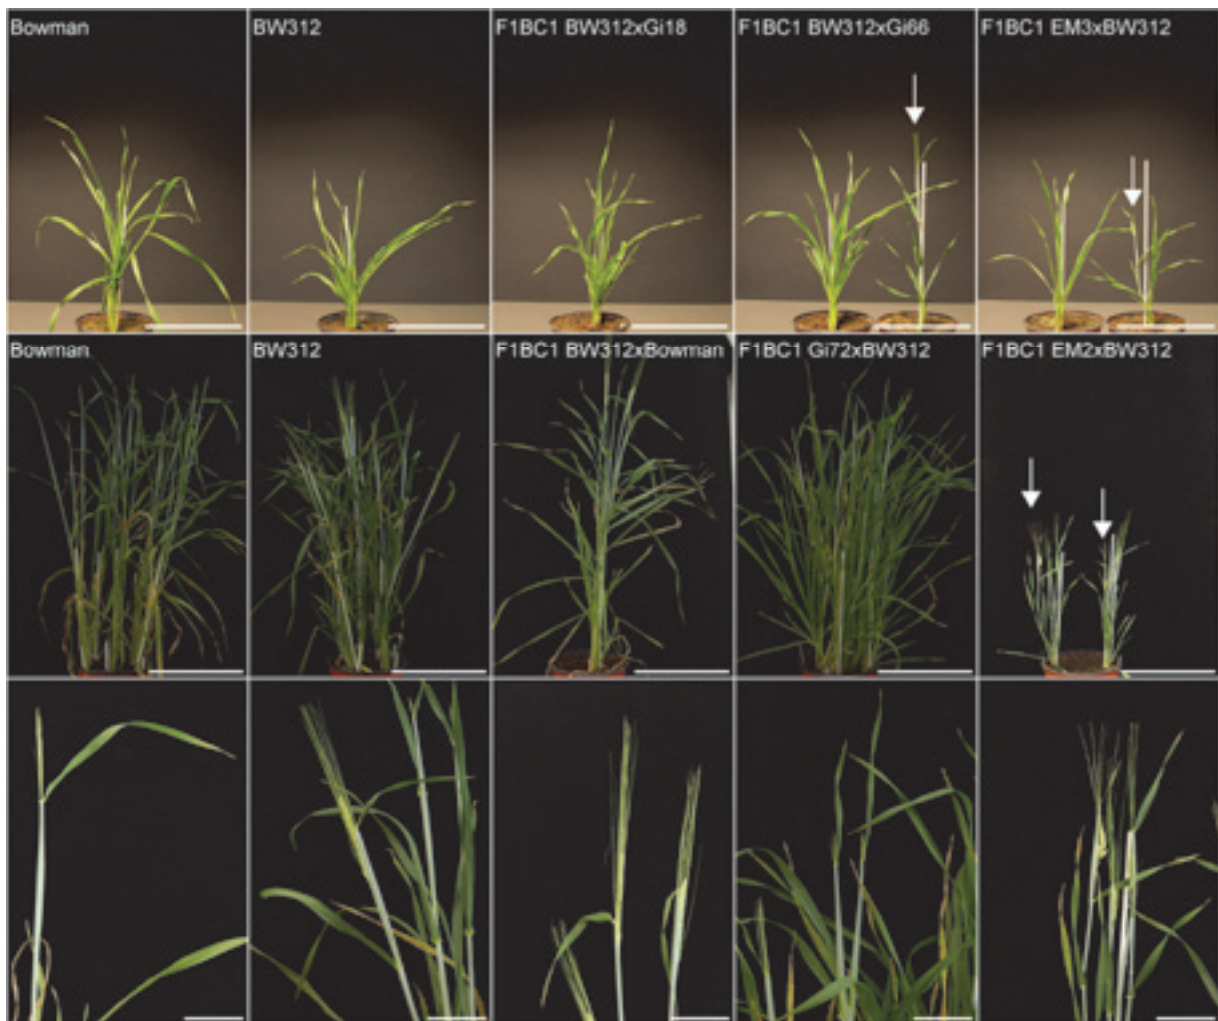 Bowman
BW312
F1BC1 BW312xGi18
F1BC1 BW312xGi66
F1BC1 EM3xBW312
Bowman
BW312
F1BC1 BW312xBowman
F1BC1 Gi72xBW312
F1BC1 EM2xBW312